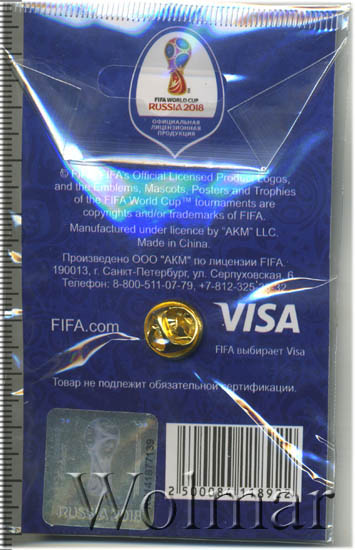 FIFA WORLD CUP
RUSSIA 2018
ОФИЦИАЛЬНАЯ
ЛИЦЕНЗИОННАЯ
ПРОДУКЦИЯ
© FIFA, FIFA's Official Licensed Product Logos,
and the Emblems, Mascots, Posters and Trophies
of the FIFA World Cup™ tournaments are
copyrights and/or trademarks of FIFA.
Manufactured under licence by "AKM" LLC.
Made in China.
Произведено ООО "АКМ" по лицензии FIFA
190013, г. Санкт-Петербург, ул. Серпуховская, 6
Телефон: 8-800-511-07-79,
FIFA.com
VISA
FIFA выбирает Visa
Товар не подлежит обязательной сертификации.
RUSSIA 2018
Wolmar